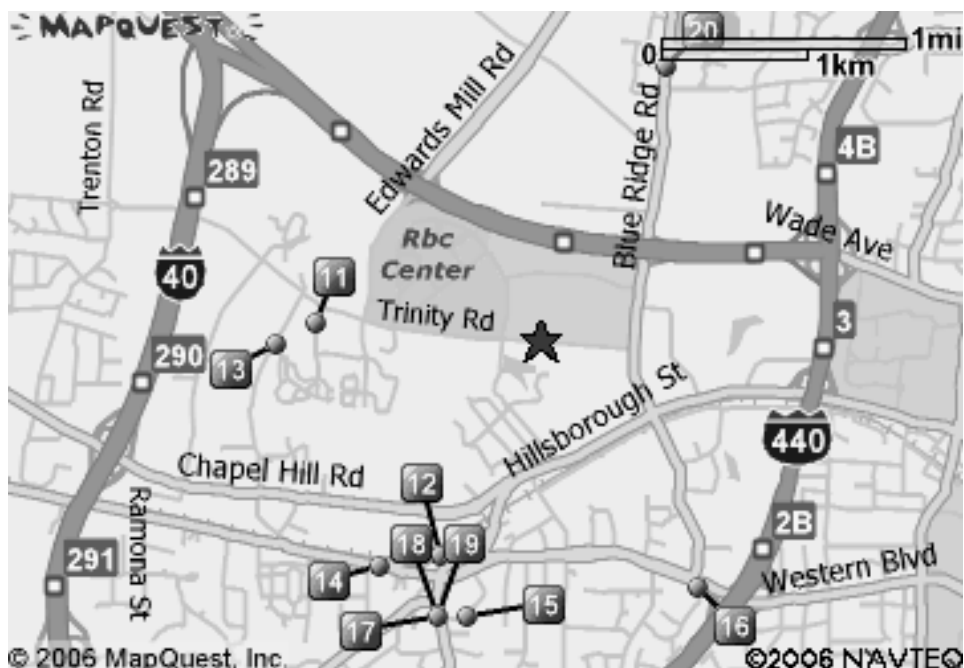 MAPQUEST
20
0
1mi
1km
Trenton Rd
Edwards Mill Rd
Blue Ridge Rd
4B
289
Wade Ave
Rbc
Center
40
11
Trinity Rd
3
290
13
Hillsborough St
440
Chapel Hill Rd
12
Ramona St
2B
18
19
291
14
Western Blvd
15
17
16
© 2006 MapQuest, Inc.
©2006 NAVTEQ